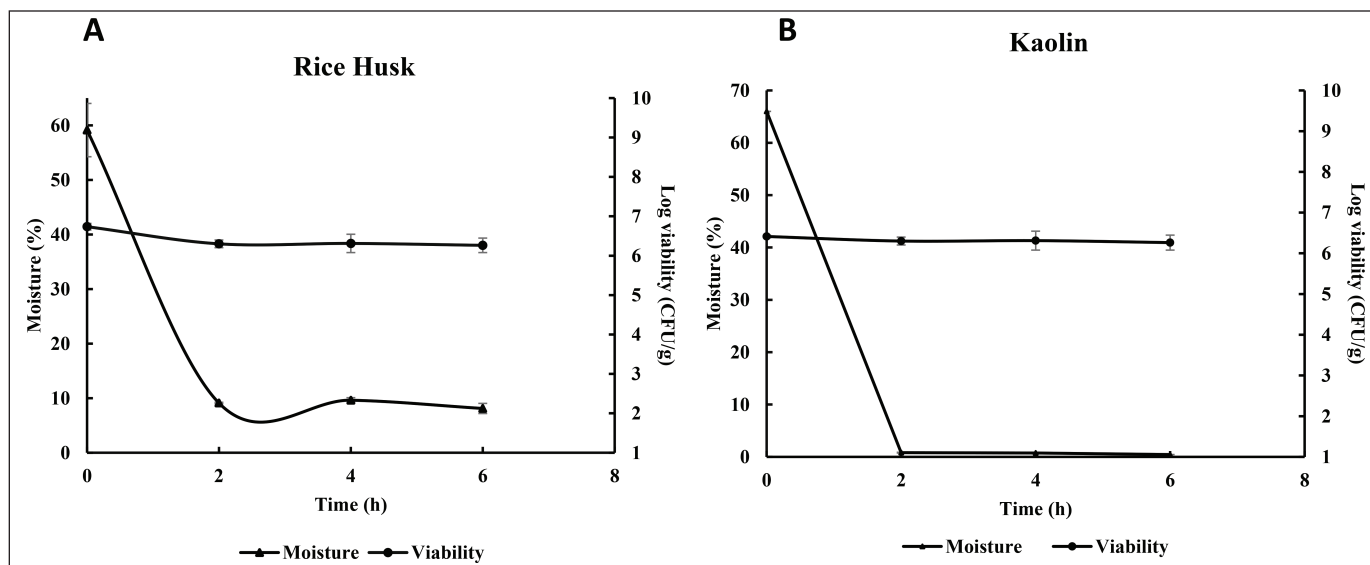 A
Rice Husk
60
50
40
30
20
10
0
Moisture (%)
10
9
8
7
6
5
4
3
2
1
Log viability (CFU/g)
0 2 4 6 8
Time (h)
Moisture Viability
B
Kaolin
70
60
50
40
30
20
10
0
Moisture (%)
10
9
8
7
6
5
4
3
2
1
Log viability (CFU/g)
0 2 4 6 8
Time (h)
Moisture Viability